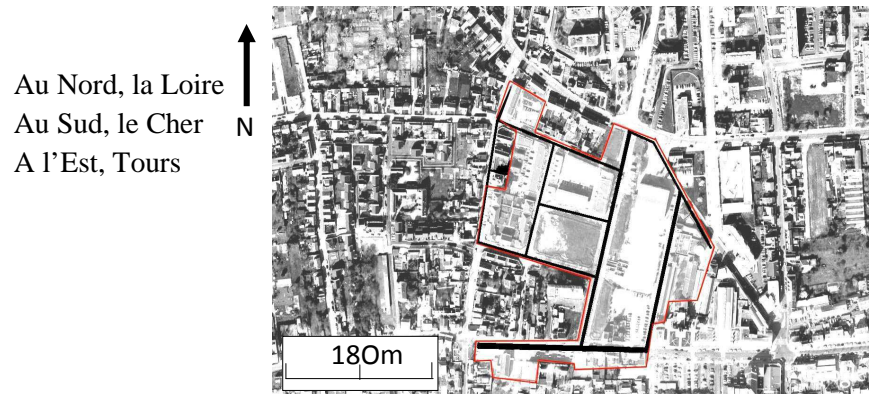 Au Nord, la Loire
Au Sud, le Cher
A l'Est, Tours
N
18Om